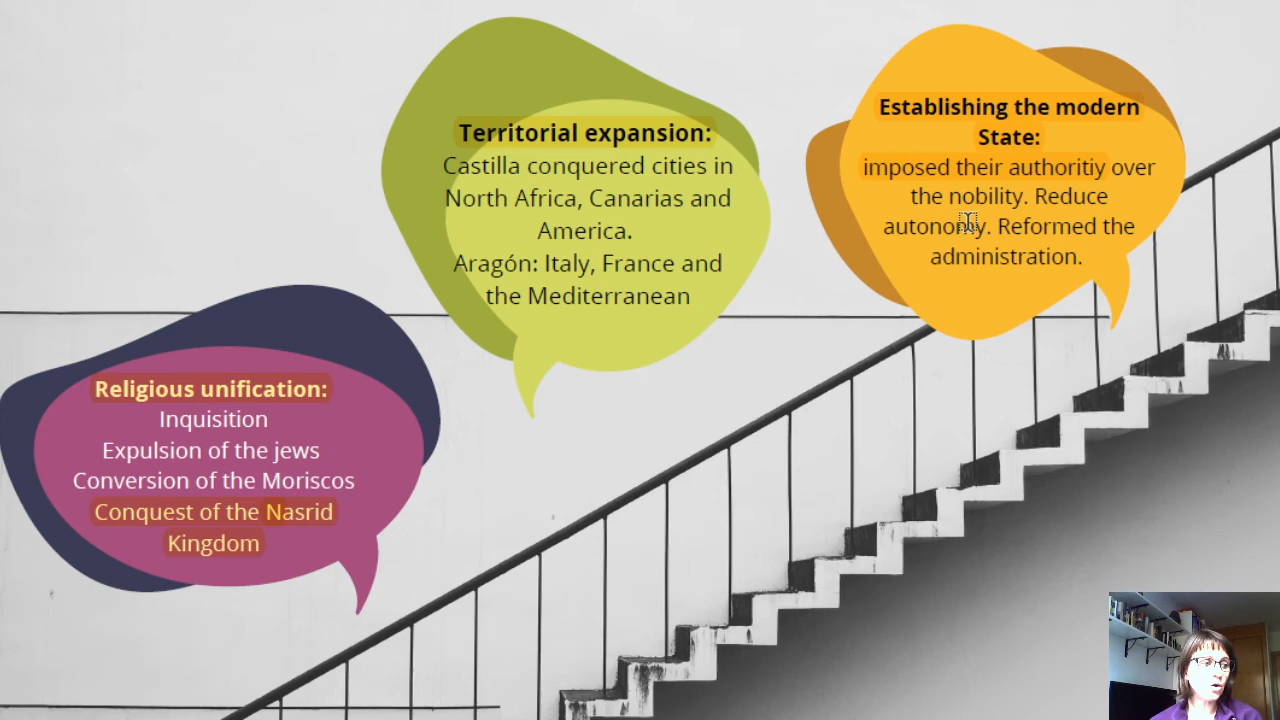 Religious unification:
Inquisition
Expulsion of the jews
Conversion of the Moriscos
Conquest of the Nasrid
Kingdom
Territorial expansion:
Castilla conquered cities in
North Africa, Canarias and
America.
Aragón: Italy, France and
the Mediterranean
Establishing the modern
State:
imposed their authoritiy over
the nobility. Reduce
autonomy. Reformed the
administration.